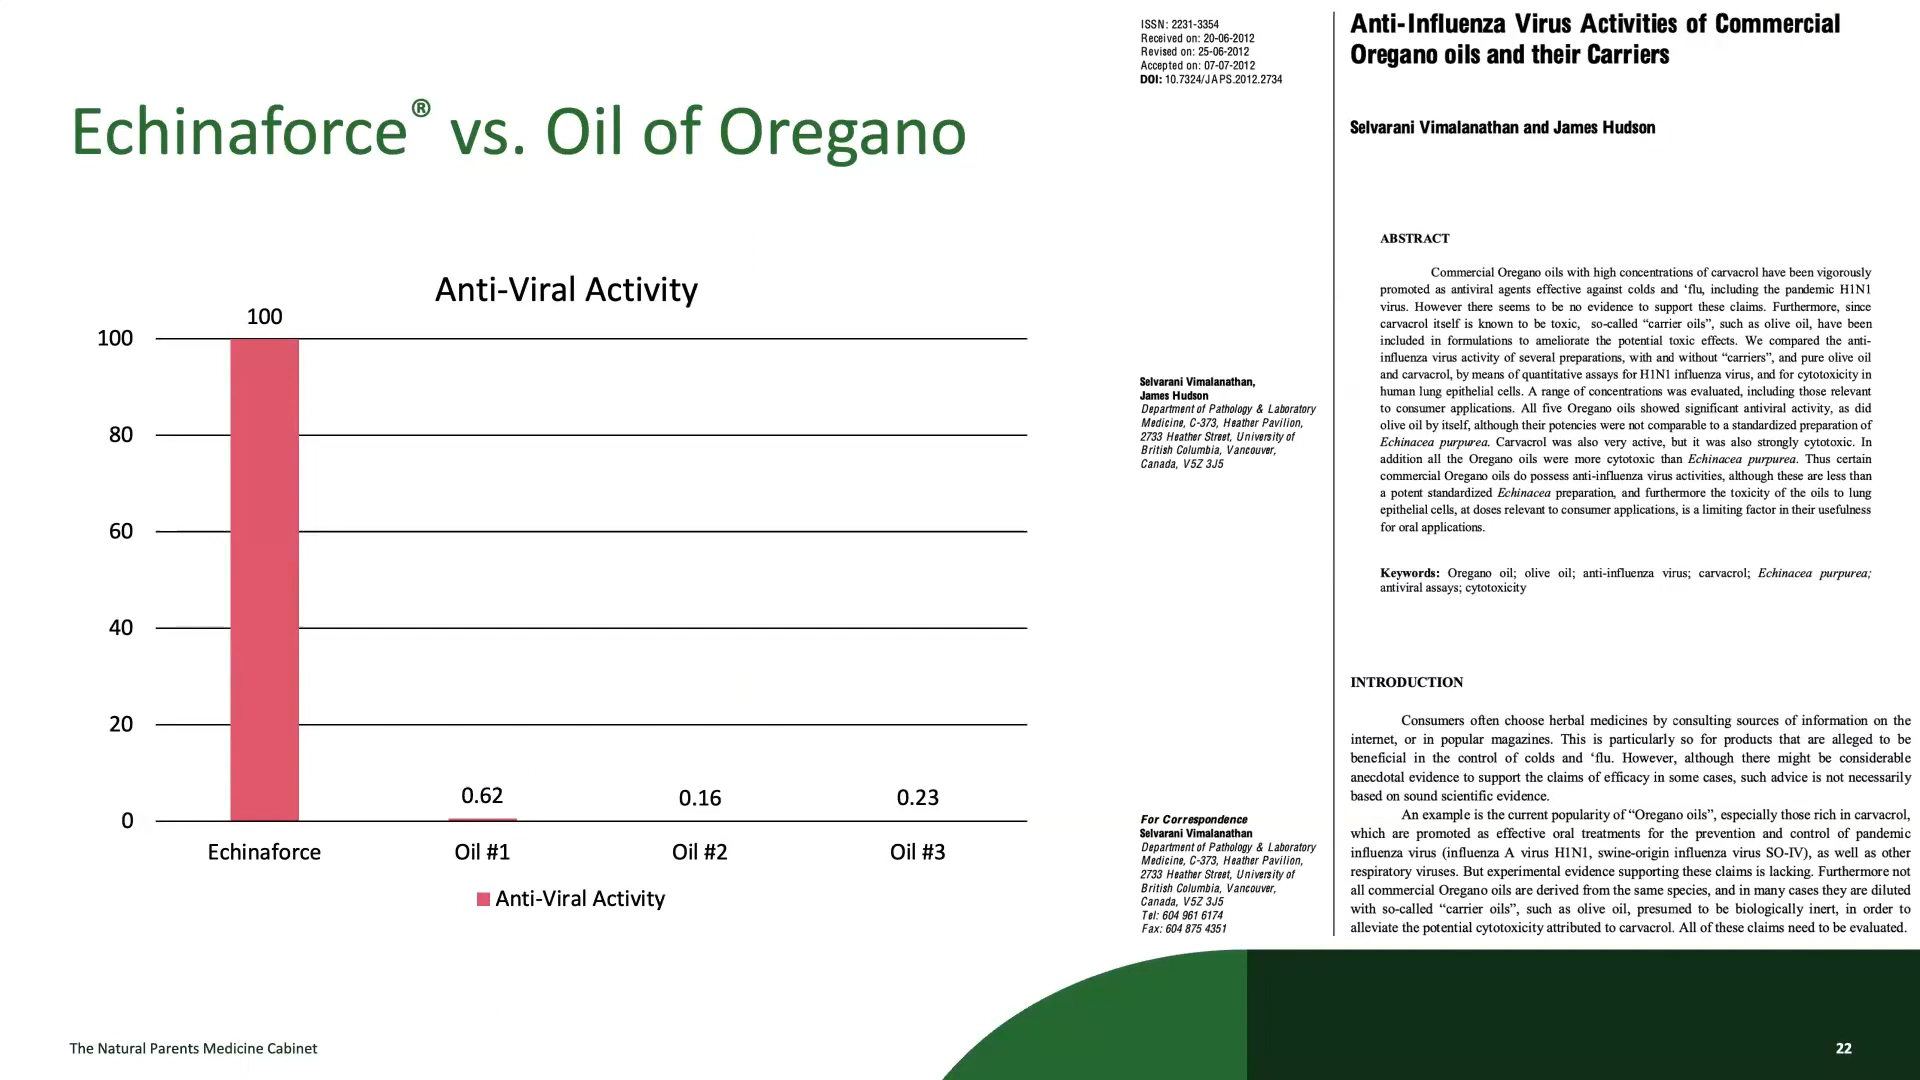 Echinaforce® vs. Oil of Oregano
Anti-Viral Activity
100
80
60
40
20
0
100
0.62
0.16
0.23
Echinaforce
Oil #1
Oil #2
Oil #3
Anti-Viral Activity
ISSN: 2231-3354
Received on: 20-06-2012
Revised on: 25-06-2012
Accepted on: 07-07-2012
DOI: 10.7324/JAPS.2012.2734
Selvarani Vimalanathan,
James Hudson
Department of Pathology & Laboratory
Medicine, C-373, Heather Pavilion,
2733 Heather Street, University of
British Columbia, Vancouver,
Canada, V5Z 3J5
For Correspondence
Selvarani Vimalanathan
Department of Pathology & Laboratory
Medicine, C-373, Heather Pavilion,
2733 Heather Street, University of
British Columbia, Vancouver,
Canada, V5Z 3J5
Tel: 604 961 6174
Fax: 604 875 4351
Anti-Influenza Virus Activities of Commercial
Oregano oils and their Carriers
Selvarani Vimalanathan and James Hudson
ABSTRACT
Commercial Oregano oils with high concentrations of carvacrol have been vigorously
promoted as antiviral agents effective against colds and ‘flu, including the pandemic H1N1
virus. However there seems to be no evidence to support these claims. Furthermore, since
carvacrol itself is known to be toxic, so-called “carrier oils”, such as olive oil, have been
included in formulations to ameliorate the potential toxic effects. We compared the anti-
influenza virus activity of several preparations, with and without “carriers”, and pure olive oil
and carvacrol, by means of quantitative assays for H1N1 influenza virus, and for cytotoxicity in
human lung epithelial cells. A range of concentrations was evaluated, including those relevant
to consumer applications. All five Oregano oils showed significant antiviral activity, as did
olive oil by itself, although their potencies were not comparable to a standardized preparation of
Echinacea purpurea. Carvacrol was also very active, but it was also strongly cytotoxic. In
addition all the Oregano oils were more cytotoxic than Echinacea purpurea. Thus certain
commercial Oregano oils do possess anti-influenza virus activities, although these are less than
a potent standardized Echinacea preparation, and furthermore the toxicity of the oils to lung
epithelial cells, at doses relevant to consumer applications, is a limiting factor in their usefulness
for oral applications.
Keywords: Oregano oil; olive oil; anti-influenza virus; carvacrol; Echinacea purpurea;
antiviral assays; cytotoxicity
INTRODUCTION
Consumers often choose herbal medicines by consulting sources of information on the
internet, or in popular magazines. This is particularly so for products that are alleged to be
beneficial in the control of colds and ‘flu. However, although there might be considerable
anecdotal evidence to support the claims of efficacy in some cases, such advice is not necessarily
based on sound scientific evidence.
An example is the current popularity of “Oregano oils”, especially those rich in carvacrol,
which are promoted as effective oral treatments for the prevention and control of pandemic
influenza virus (influenza A virus H1N1, swine-origin influenza virus SO-IV), as well as other
respiratory viruses. But experimental evidence supporting these claims is lacking. Furthermore not
all commercial Oregano oils are derived from the same species, and in many cases they are diluted
with so-called “carrier oils”, such as olive oil, presumed to be biologically inert, in order to
alleviate the potential cytotoxicity attributed to carvacrol. All of these claims need to be evaluated.
The Natural Parents Medicine Cabinet
22